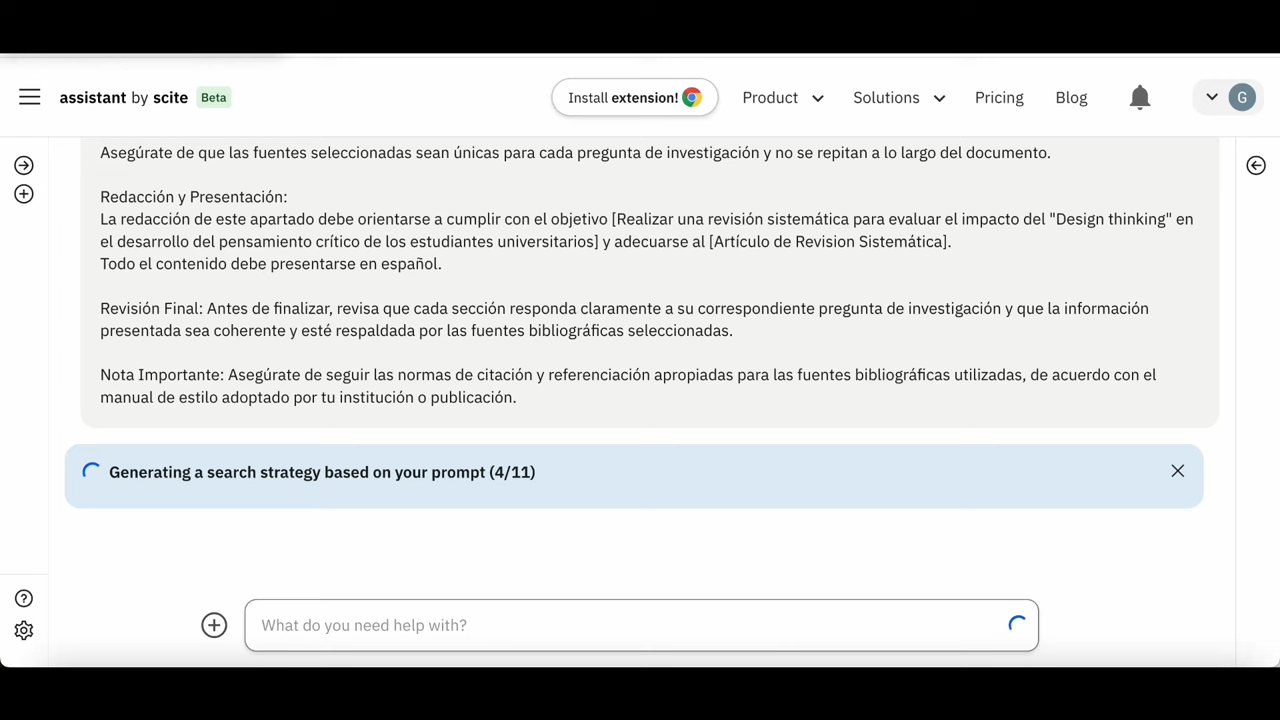 assistant by scite Beta
Install extension!
Product
Solutions
Pricing
Blog
G
Asegúrate de que las fuentes seleccionadas sean únicas para cada pregunta de investigación y no se repitan a lo largo del documento.
Redacción y Presentación:
La redacción de este apartado debe orientarse a cumplir con el objetivo [Realizar una revisión sistemática para evaluar el impacto del "Design thinking" en
el desarrollo del pensamiento crítico de los estudiantes universitarios] y adecuarse al [Artículo de Revision Sistemática].
Todo el contenido debe presentarse en español.
Revisión Final: Antes de finalizar, revisa que cada sección responda claramente a su correspondiente pregunta de investigación y que la información
presentada sea coherente y esté respaldada por las fuentes bibliográficas seleccionadas.
Nota Importante: Asegúrate de seguir las normas de citación y referenciación apropiadas para las fuentes bibliográficas utilizadas, de acuerdo con el
manual de estilo adoptado por tu institución o publicación.
Generating a search strategy based on your prompt (4/11)
What do you need help with?